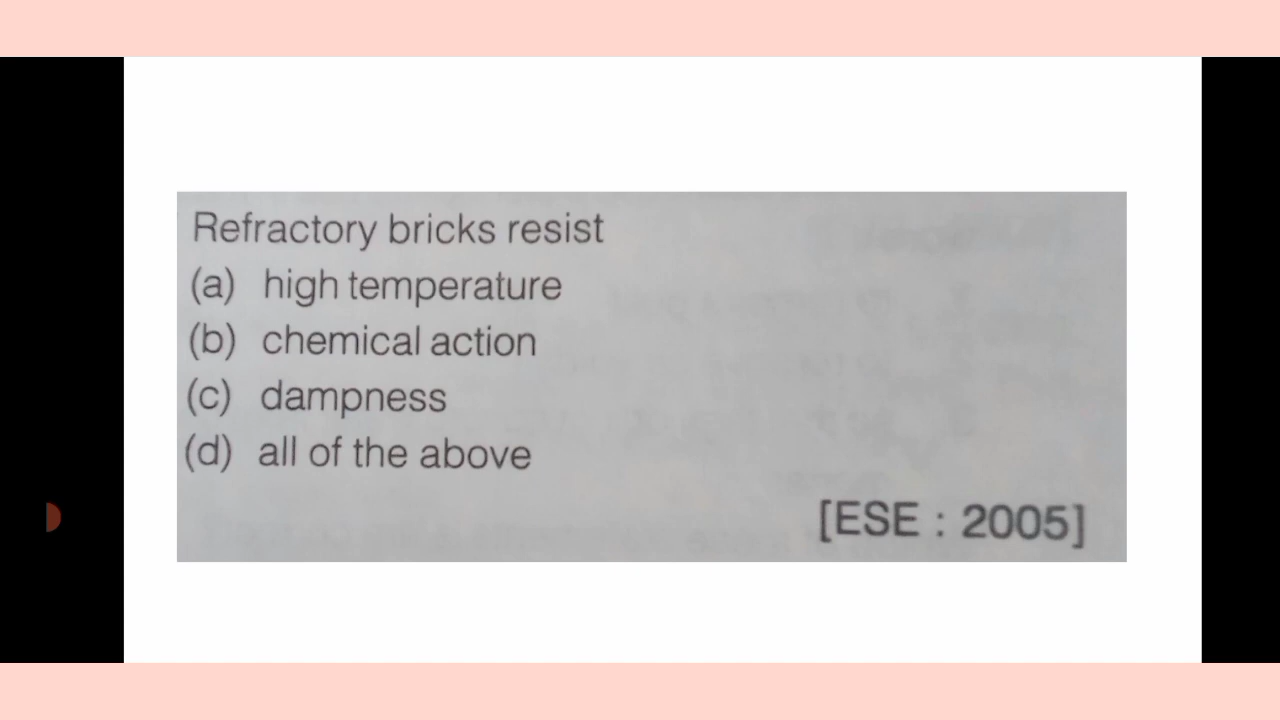 Refractory bricks resist
(a) high temperature
(b) chemical action
(c) dampness
(d) all of the above
[ESE : 2005]